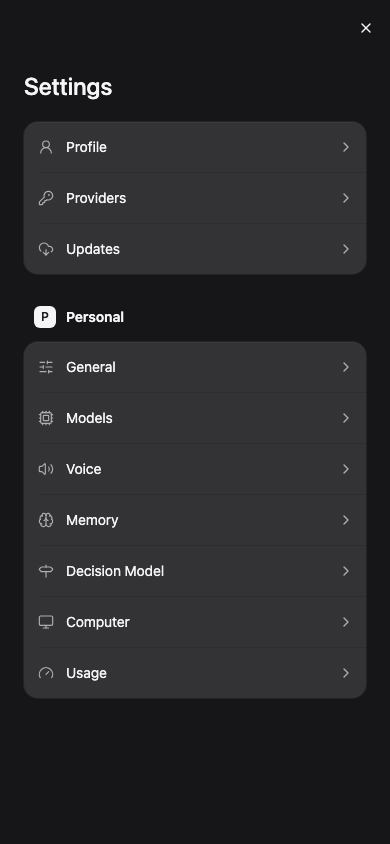 Settings
Profile
Providers
Updates
P Personal
General
Models
Voice
Memory
Decision Model
Computer
Usage